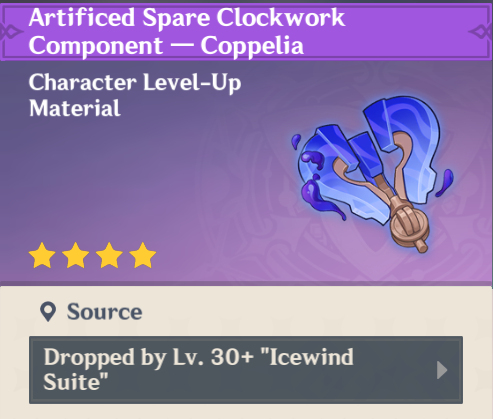 Artificed Spare Clockwork
Component — Coppelia
Character Level-Up
Material
Source
Dropped by Lv. 30+ "Icewind
Suite"